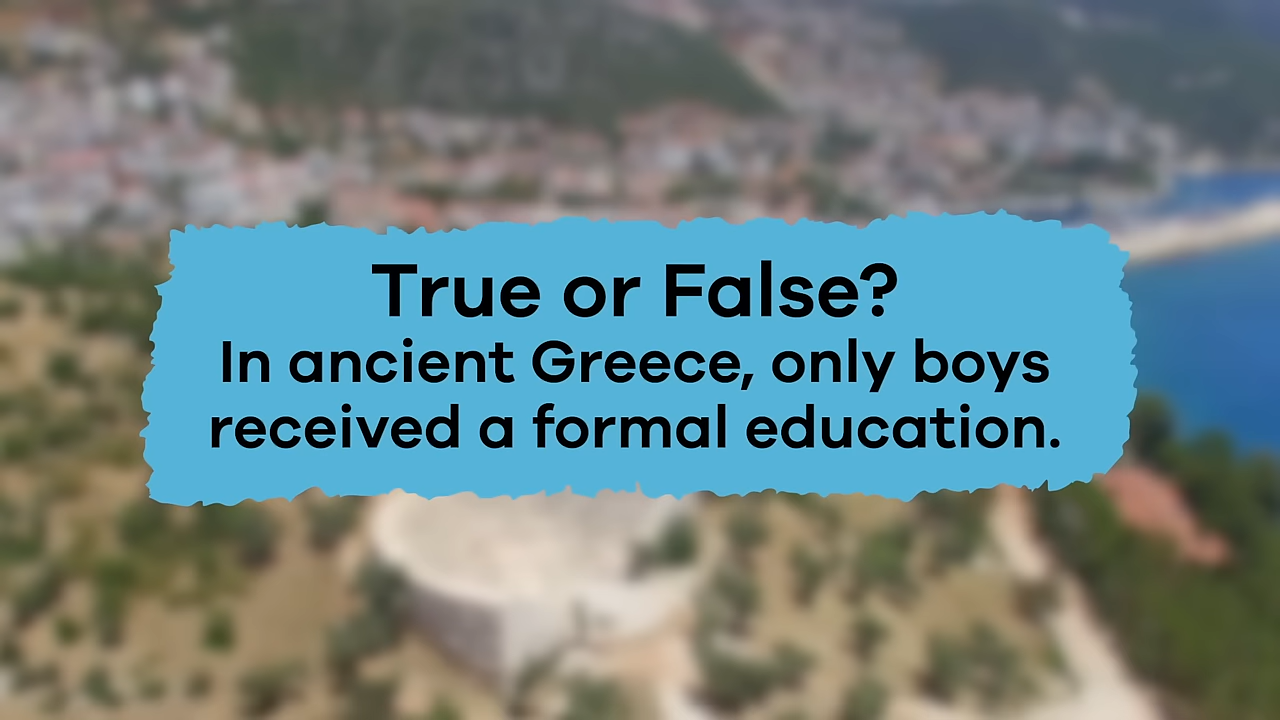 True or False?
In ancient Greece, only boys
received a formal education.